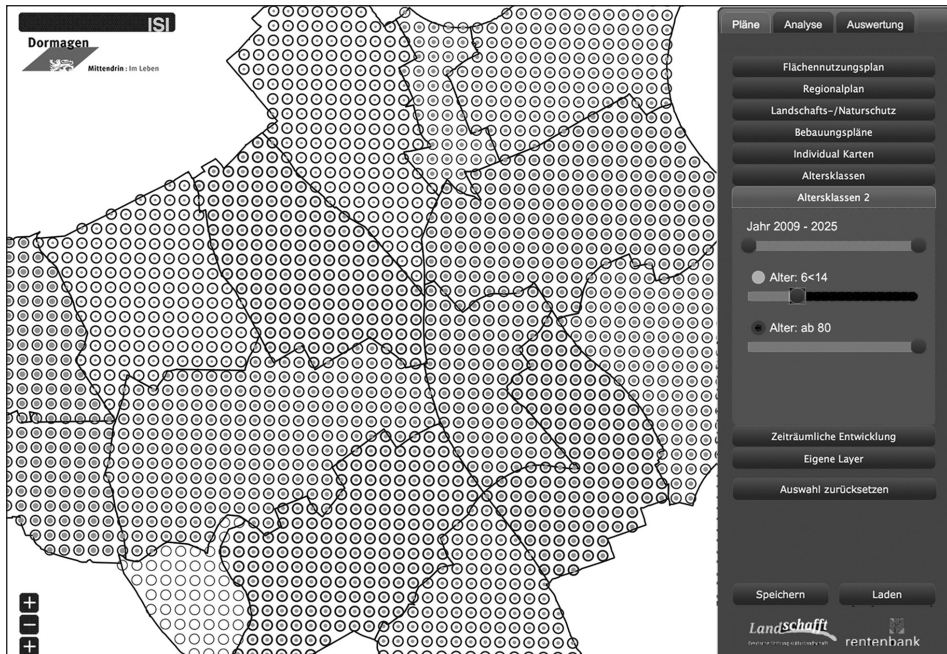 ISI
Dormagen
Mittendrin : Im Leben
Pläne
Analyse
Auswertung
Flächennutzungsplan
Regionalplan
Landschafts-/Naturschutz
Bebauungspläne
Individual Karten
Altersklassen
Altersklassen 2
Jahr 2009 - 2025
Alter: 6<14
Alter: ab 80
Zeiträumliche Entwicklung
Eigene Layer
Auswahl zurücksetzen
Speichern
Laden
Landschafft
rentenbank